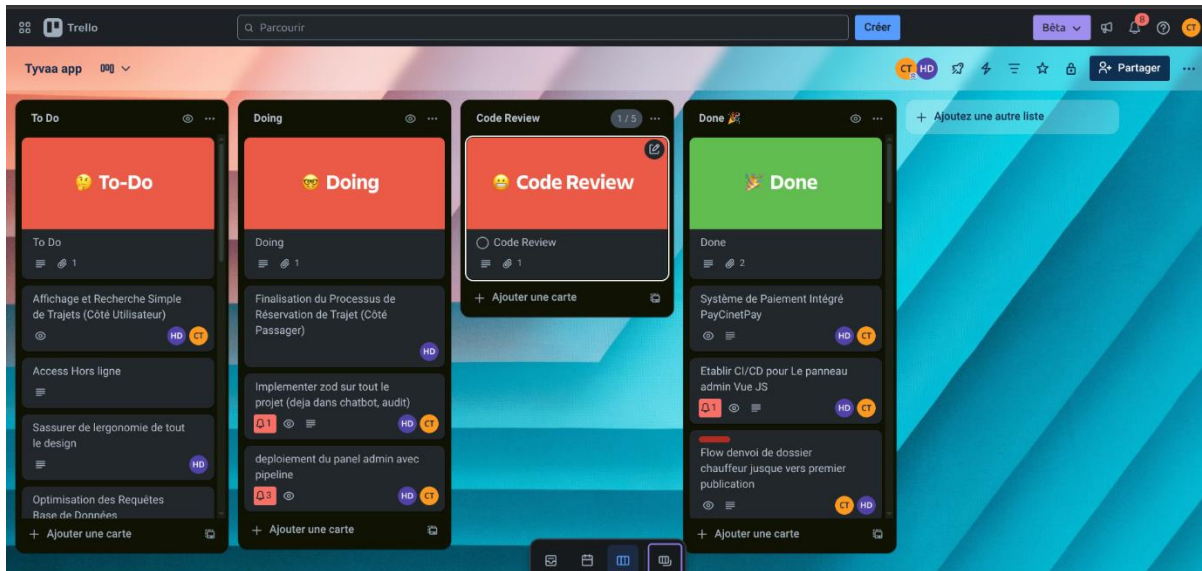 Trello
Parcourir
Créer
Bêta
8
CT
Tyvaa app
CT HD
Partager
...
To Do
...
🤔 To-Do
To Do
1
Affichage et Recherche Simple
de Trajets (Côté Utilisateur)
HD CT
Access Hors ligne
Sassurer de lergonomie de tout
le design
HD
Optimisation des Requêtes
Base de Données
+ Ajouter une carte
Doing
...
🤓 Doing
Doing
1
Finalisation du Processus de
Réservation de Trajet (Côté
Passager)
HD
Implementer zod sur tout le
projet (deja dans chatbot, audit)
1
HD CT
deploiement du panel admin avec
pipeline
3
HD CT
+ Ajouter une carte
Code Review
1 / 5
...
😬 Code Review
Code Review
1
+ Ajouter une carte
Done 🎉
...
🎉 Done
Done
2
Système de Paiement Intégré
PayCinetPay
HD CT
Etablir CI/CD pour Le panneau
admin Vue JS
1
HD CT
Flow denvoi de dossier
chauffeur jusque vers premier
publication
CT HD
+ Ajouter une carte
+ Ajoutez une autre liste